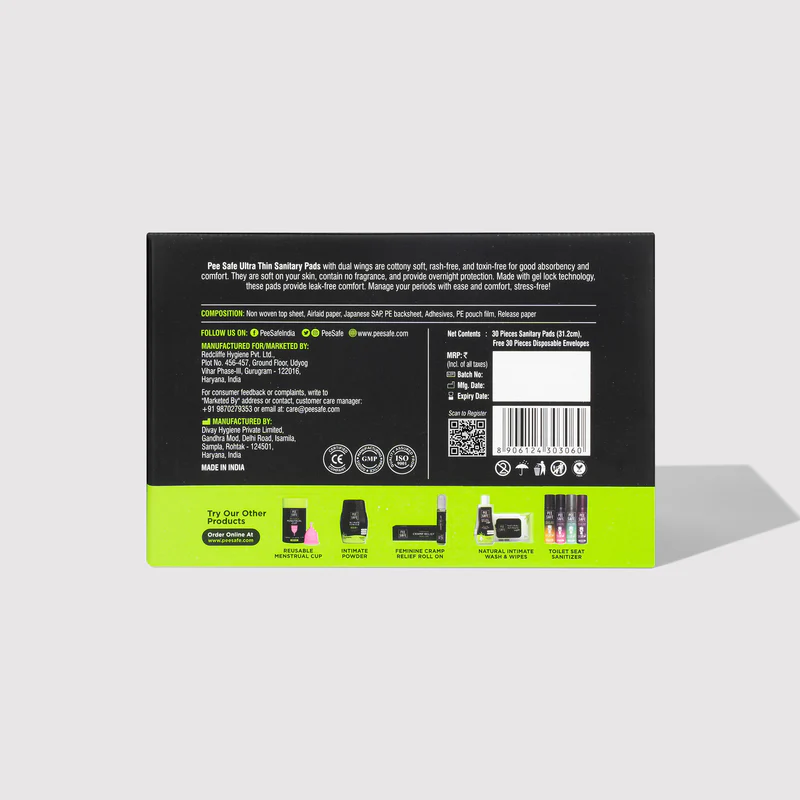 Pee Safe Ultra Thin Sanitary Pads with dual wings are cottony soft, rash-free, and toxin-free for good absorbency and
comfort. They are soft on your skin, contain no fragrance, and provide overnight protection. Made with gel lock technology,
these pads provide leak-free comfort. Manage your periods with ease and comfort, stress-free!
COMPOSITION: Non woven top sheet, Airlaid paper, Japanese SAP, PE backsheet, Adhesives, PE pouch film, Release paper
FOLLOW US ON: PeeSafeIndia PeeSafe www.peesafe.com
MANUFACTURED FOR/MARKETED BY:
Redcliffe Hygiene Pvt. Ltd.,
Plot No. 456-457, Ground Floor, Udyog
Vihar Phase-III, Gurugram - 122016,
Haryana, India
For consumer feedback or complaints, write to
"Marketed By" address or contact, customer care manager:
+91 9870279353 or email at: care@peesafe.com
MANUFACTURED BY:
Divay Hygiene Private Limited,
Gandhra Mod, Delhi Road, Isamila,
Sampla, Rohtak - 124501,
Haryana, India
MADE IN INDIA
CE
GMP
ISO
9001
Net Contents : 30 Pieces Sanitary Pads (31.2cm),
Free 30 Pieces Disposable Envelopes
MRP: ₹
(Incl. of all taxes)
Batch No:
Mfg. Date:
Expiry Date:
Scan to Register
8 906124 303060
Try Our Other
Products
Order Online At
www.peesafe.com
REUSABLE
MENSTRUAL CUP
INTIMATE
POWDER
FEMININE CRAMP
RELIEF ROLL ON
NATURAL INTIMATE
WASH & WIPES
TOILET SEAT
SANITIZER